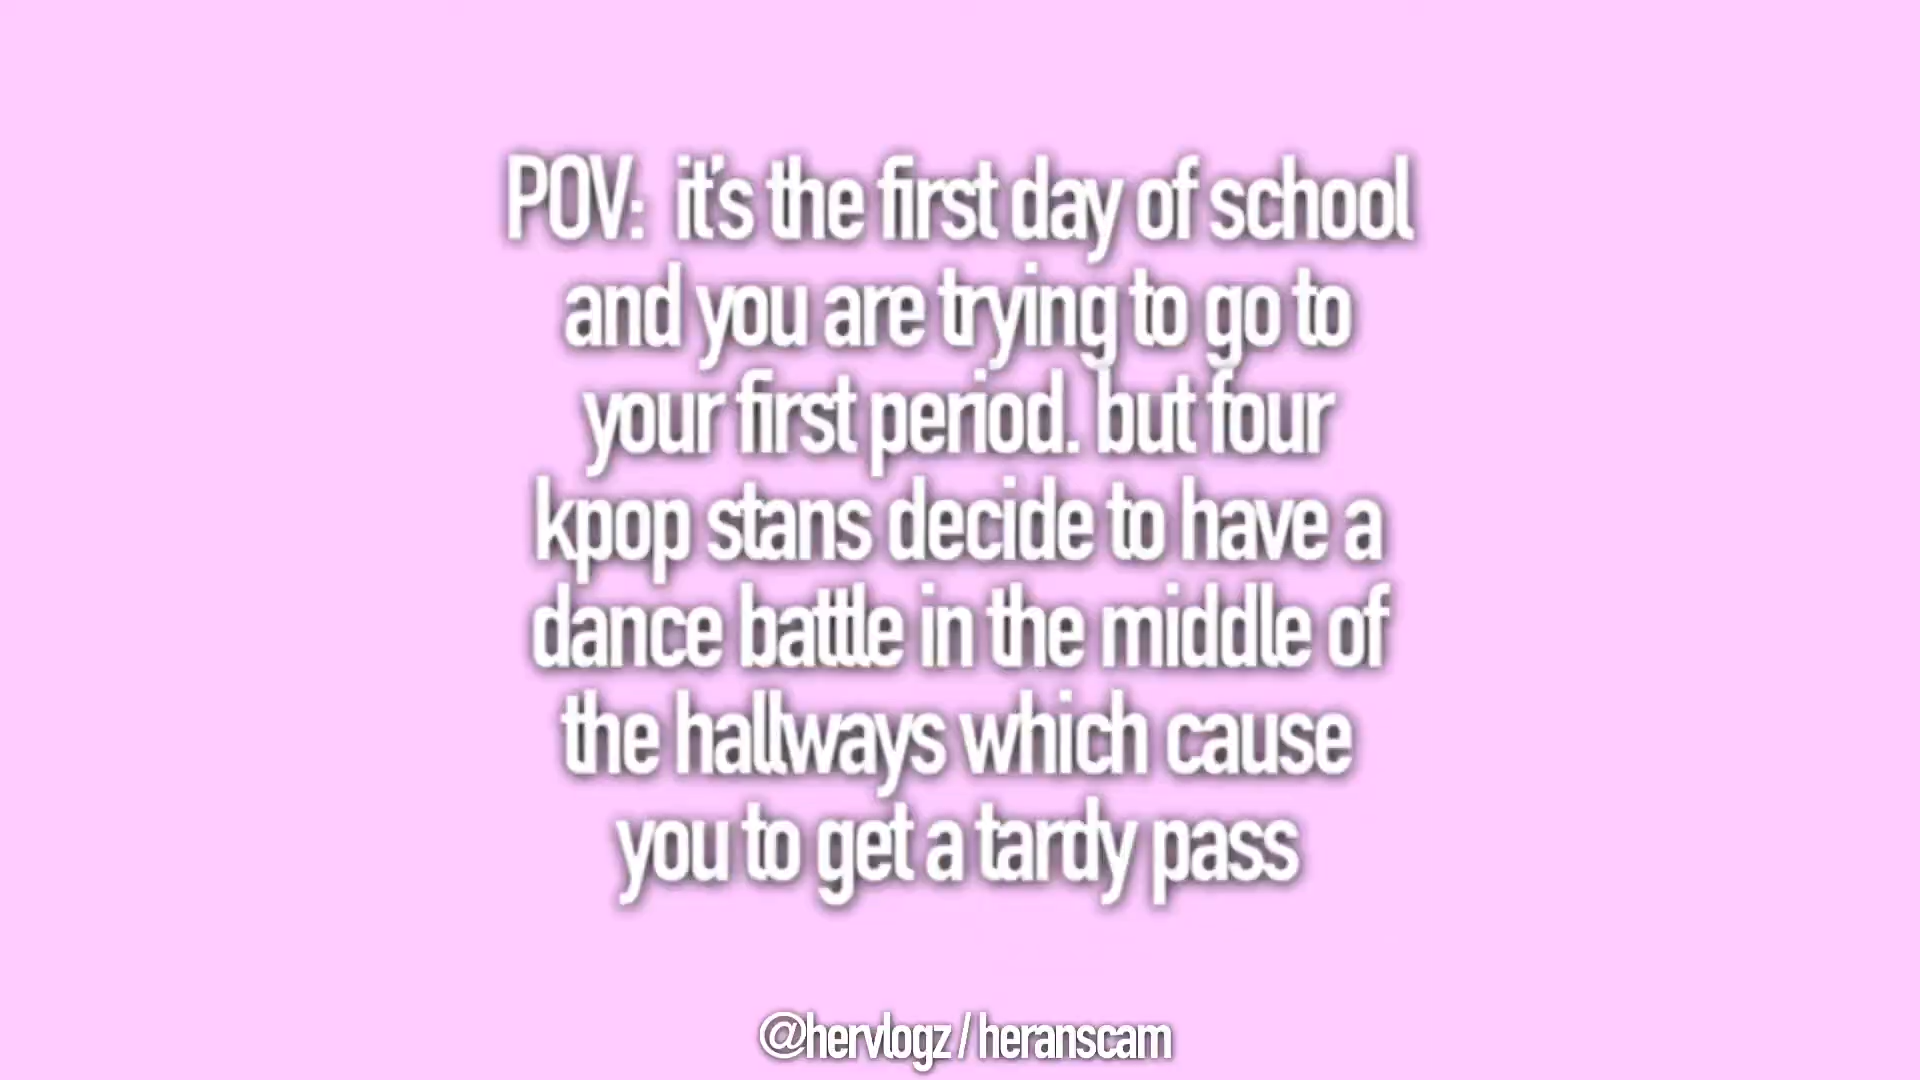 POV: it's the first day of school
and you are trying to go to
your first period. but four
kpop stans decide to have a
dance battle in the middle of
the hallways which cause
you to get a tardy pass
@hervlogz / heranscam